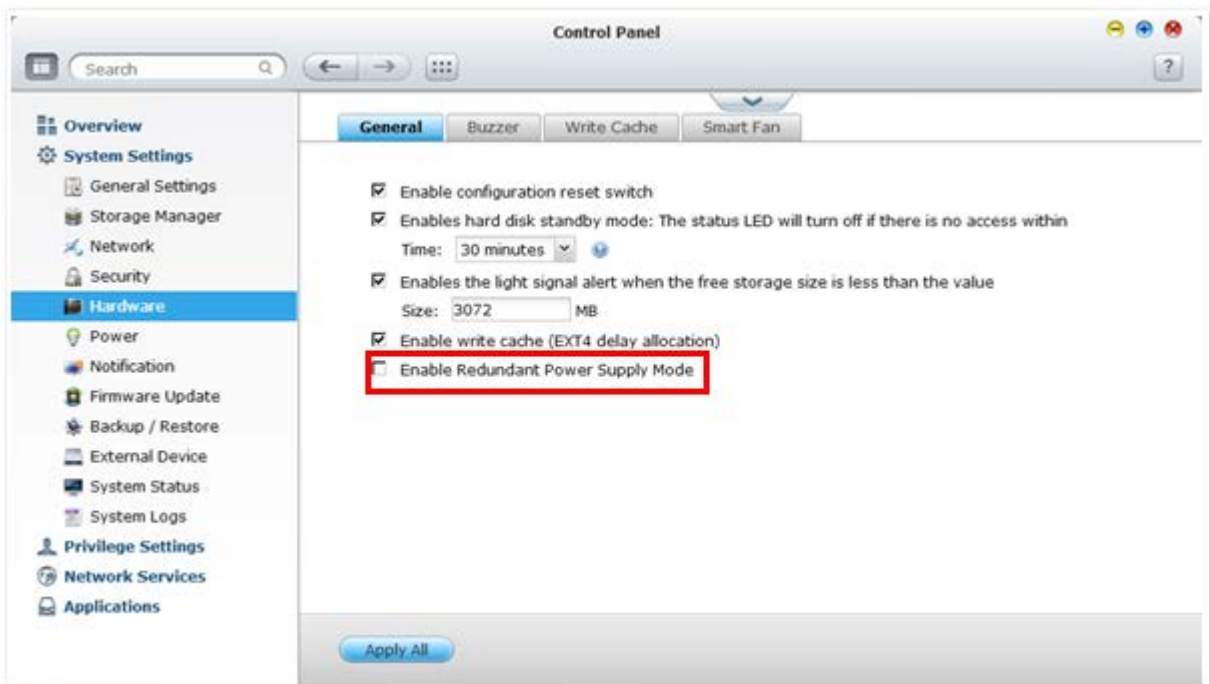 Control Panel
Search
?
Overview
System Settings
General Settings
Storage Manager
Network
Security
Hardware
Power
Notification
Firmware Update
Backup / Restore
External Device
System Status
System Logs
Privilege Settings
Network Services
Applications
General Buzzer Write Cache Smart Fan
Enable configuration reset switch
Enables hard disk standby mode: The status LED will turn off if there is no access within
Time: 30 minutes
Enables the light signal alert when the free storage size is less than the value
Size: 3072 MB
Enable write cache (EXT4 delay allocation)
Enable Redundant Power Supply Mode
Apply All